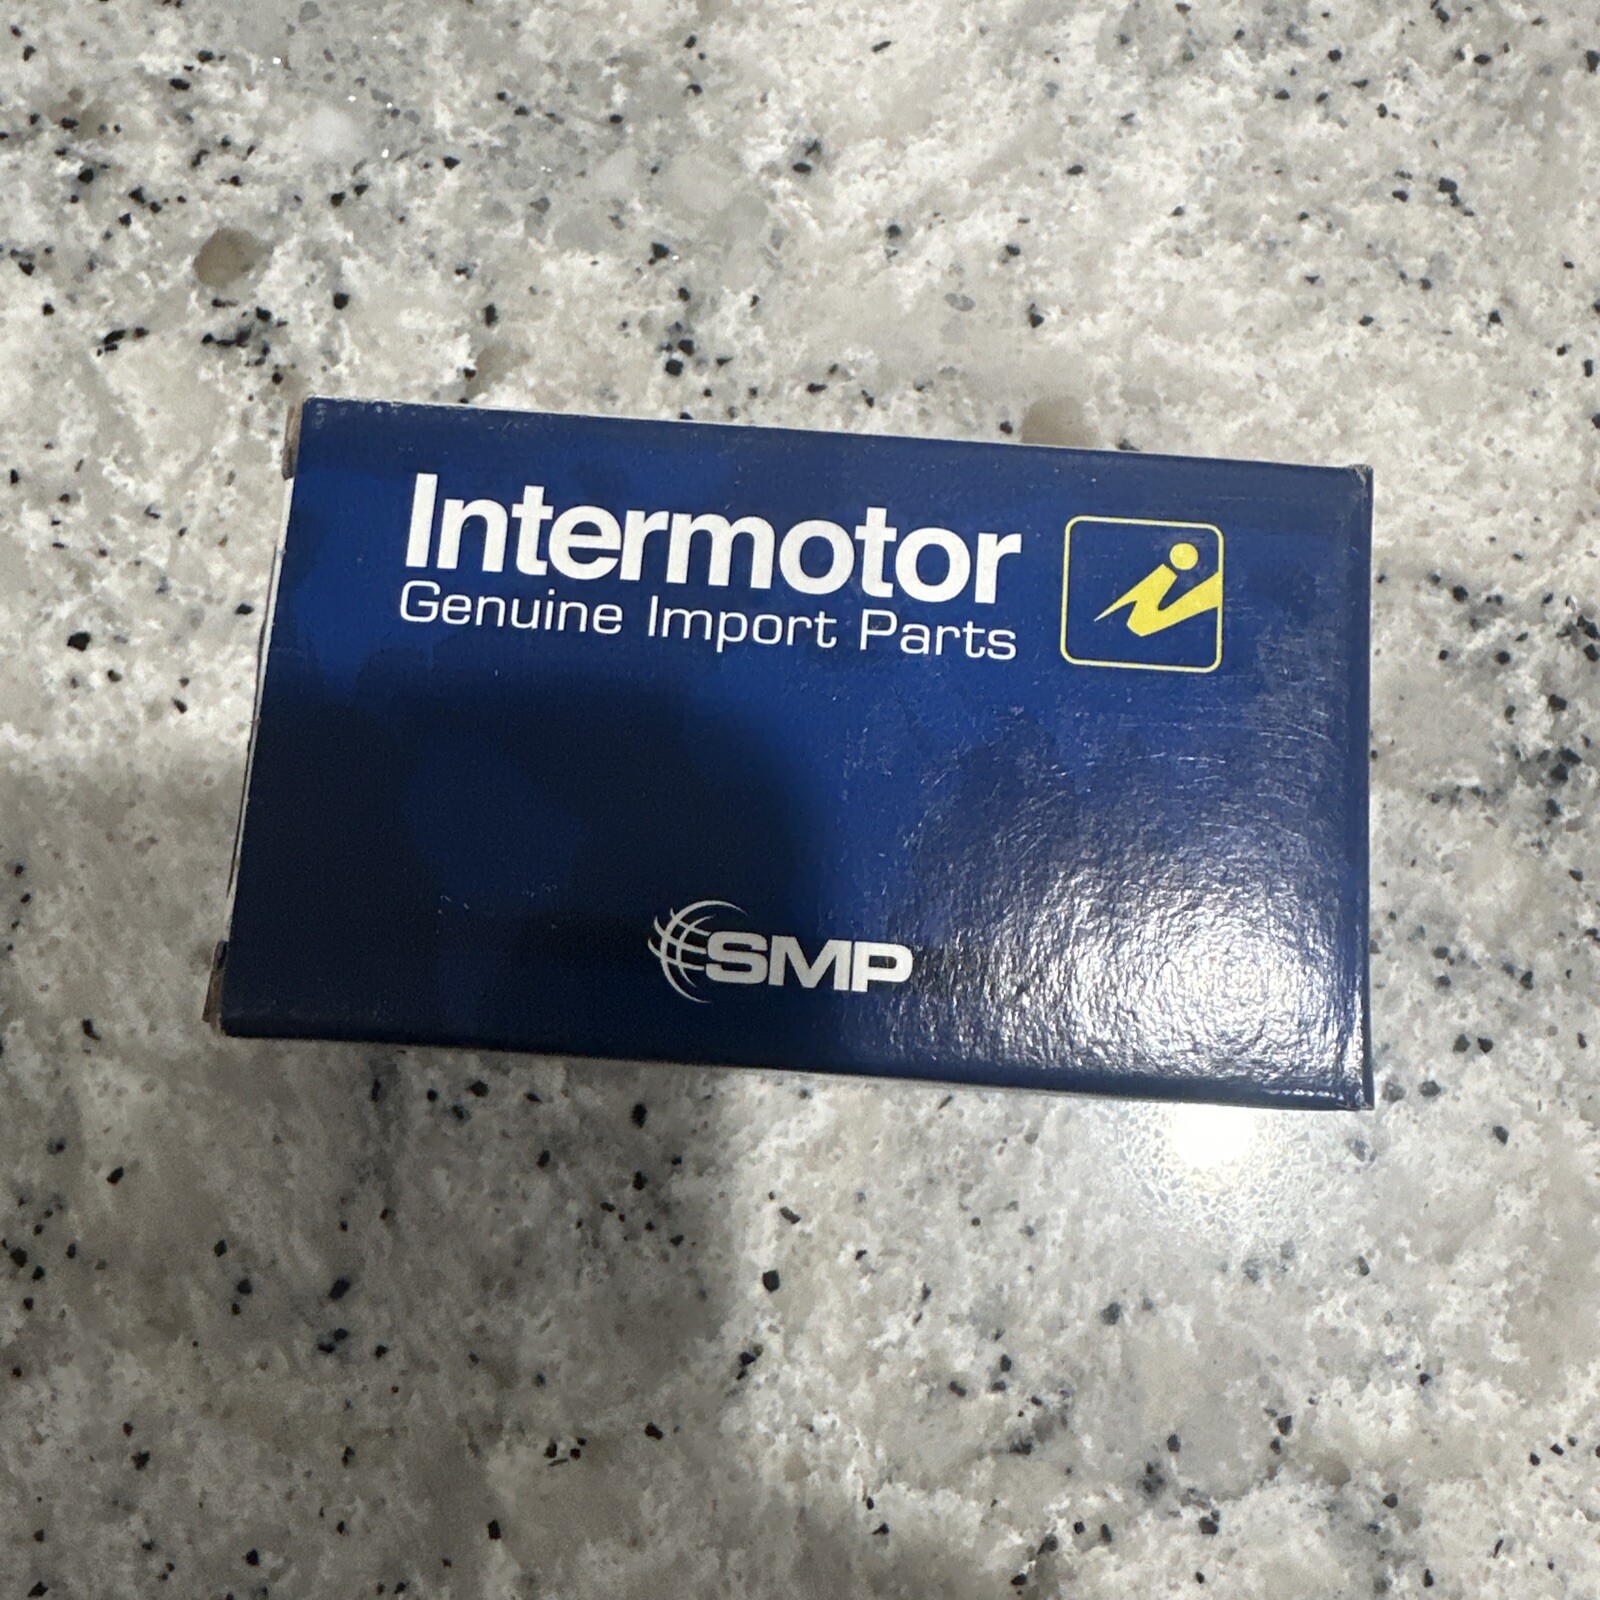 Intermotor
Genuine Import Parts
SMP